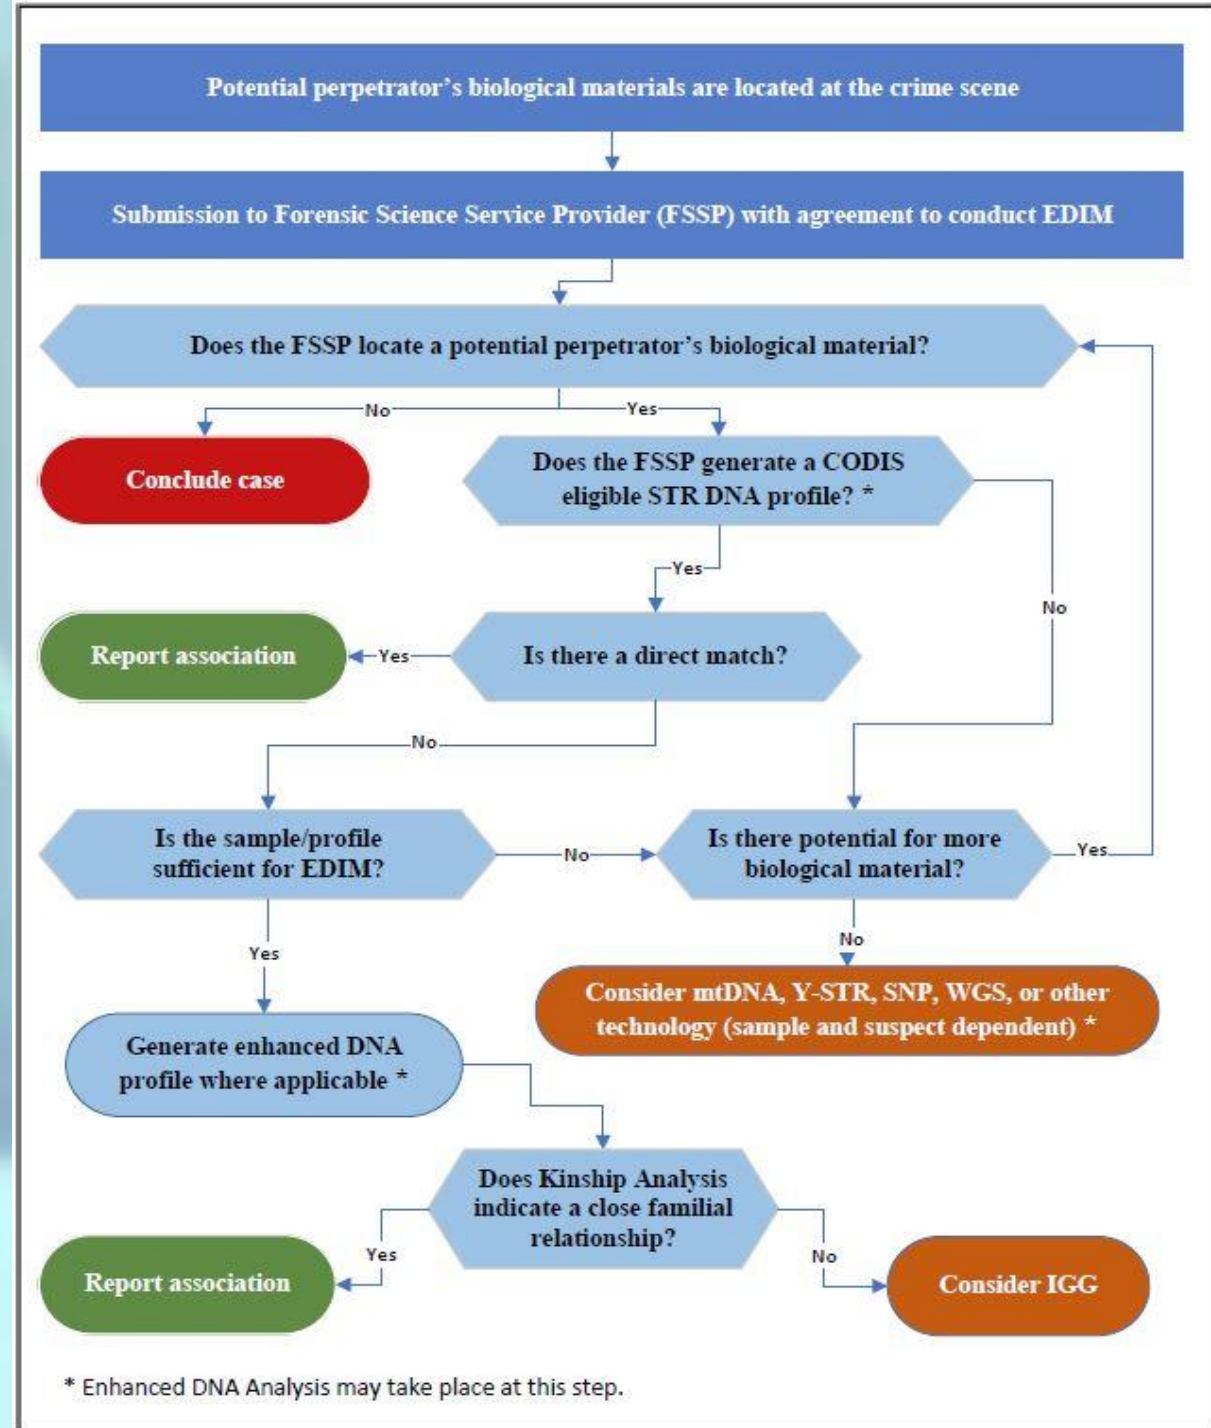 Potential perpetrator’s biological materials are located at the crime scene
Submission to Forensic Science Service Provider (FSSP) with agreement to conduct EDIM
Does the FSSP locate a potential perpetrator’s biological material?
No
Yes
Conclude case
Does the FSSP generate a CODIS
eligible STR DNA profile? *
Yes
No
Report association
Yes
Is there a direct match?
No
Is the sample/profile
sufficient for EDIM?
No
Is there potential for more
biological material?
Yes
Yes
No
Consider mtDNA, Y-STR, SNP, WGS, or other
technology (sample and suspect dependent) *
Generate enhanced DNA
profile where applicable *
Does Kinship Analysis
indicate a close familial
relationship?
Yes
No
Report association
Consider IGG
* Enhanced DNA Analysis may take place at this step.